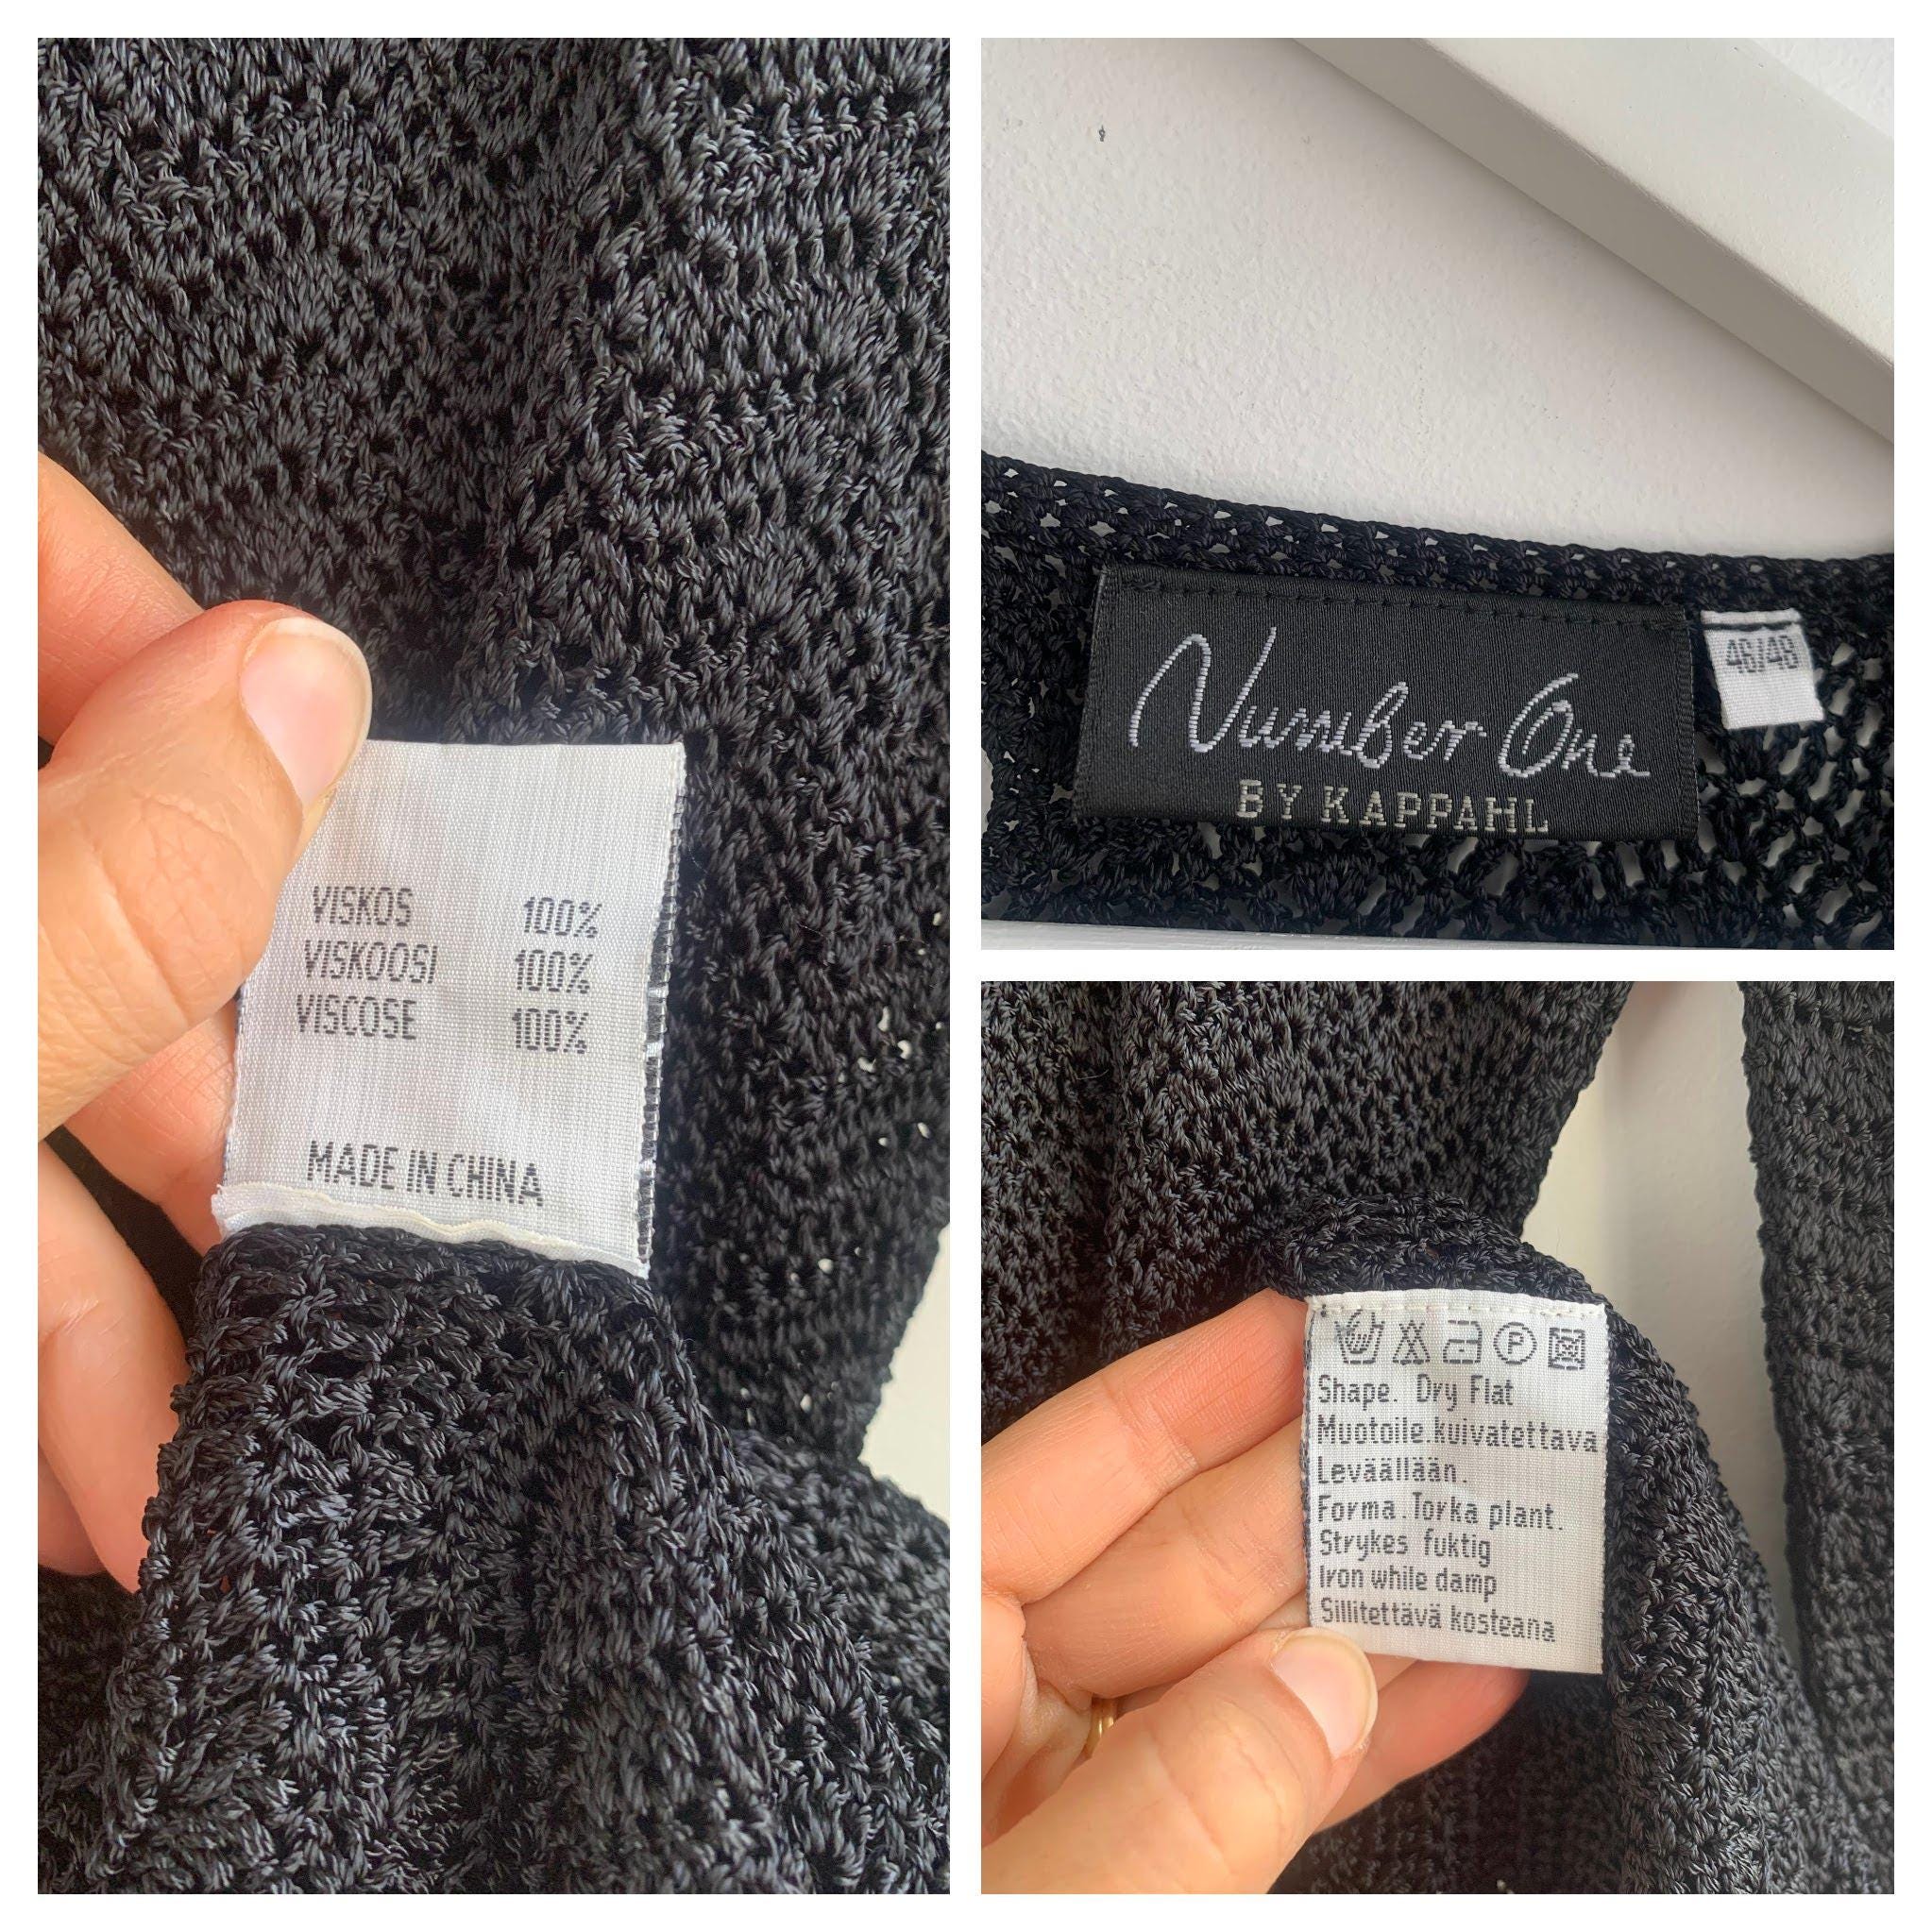 VISKOS 100%
VISKOOSI 100%
VISCOSE 100%
MADE IN CHINA
Number One
BY KAPPAHL
46/48
P
Shape. Dry Flat
Muotoile.kuivatettava
Leväällään.
Forma.Torka plant.
Strykes fuktig
Iron while damp
Sillitettävä kosteana